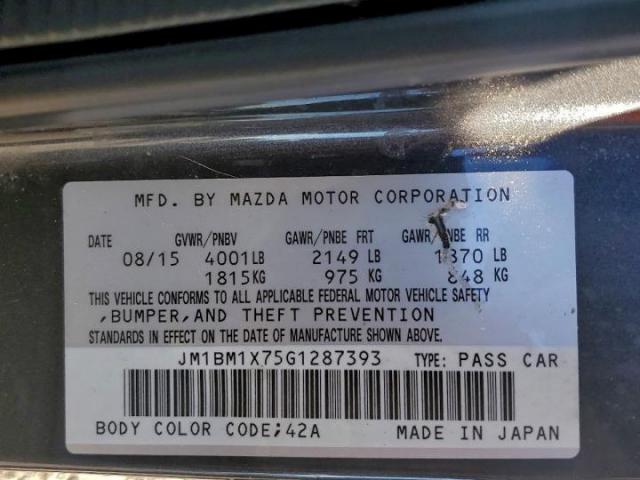 MFD. BY MAZDA MOTOR CORPORATION
DATE GVWR/PNBV GAWR/PNBE FRT GAWR/PNBE RR
08/15 4001LB 2149 LB 1870 LB
1815KG 975 KG 848 KG
THIS VEHICLE CONFORMS TO ALL APPLICABLE FEDERAL MOTOR VEHICLE SAFETY
,BUMPER,AND THEFT PREVENTION
STANDARDS IN EFFECT ON THE DATE OF MANUFACTURE SHOWN ABOVE.
JM1BM1X75G1287393 TYPE: PASS CAR
BODY COLOR CODE;42A MADE IN JAPAN